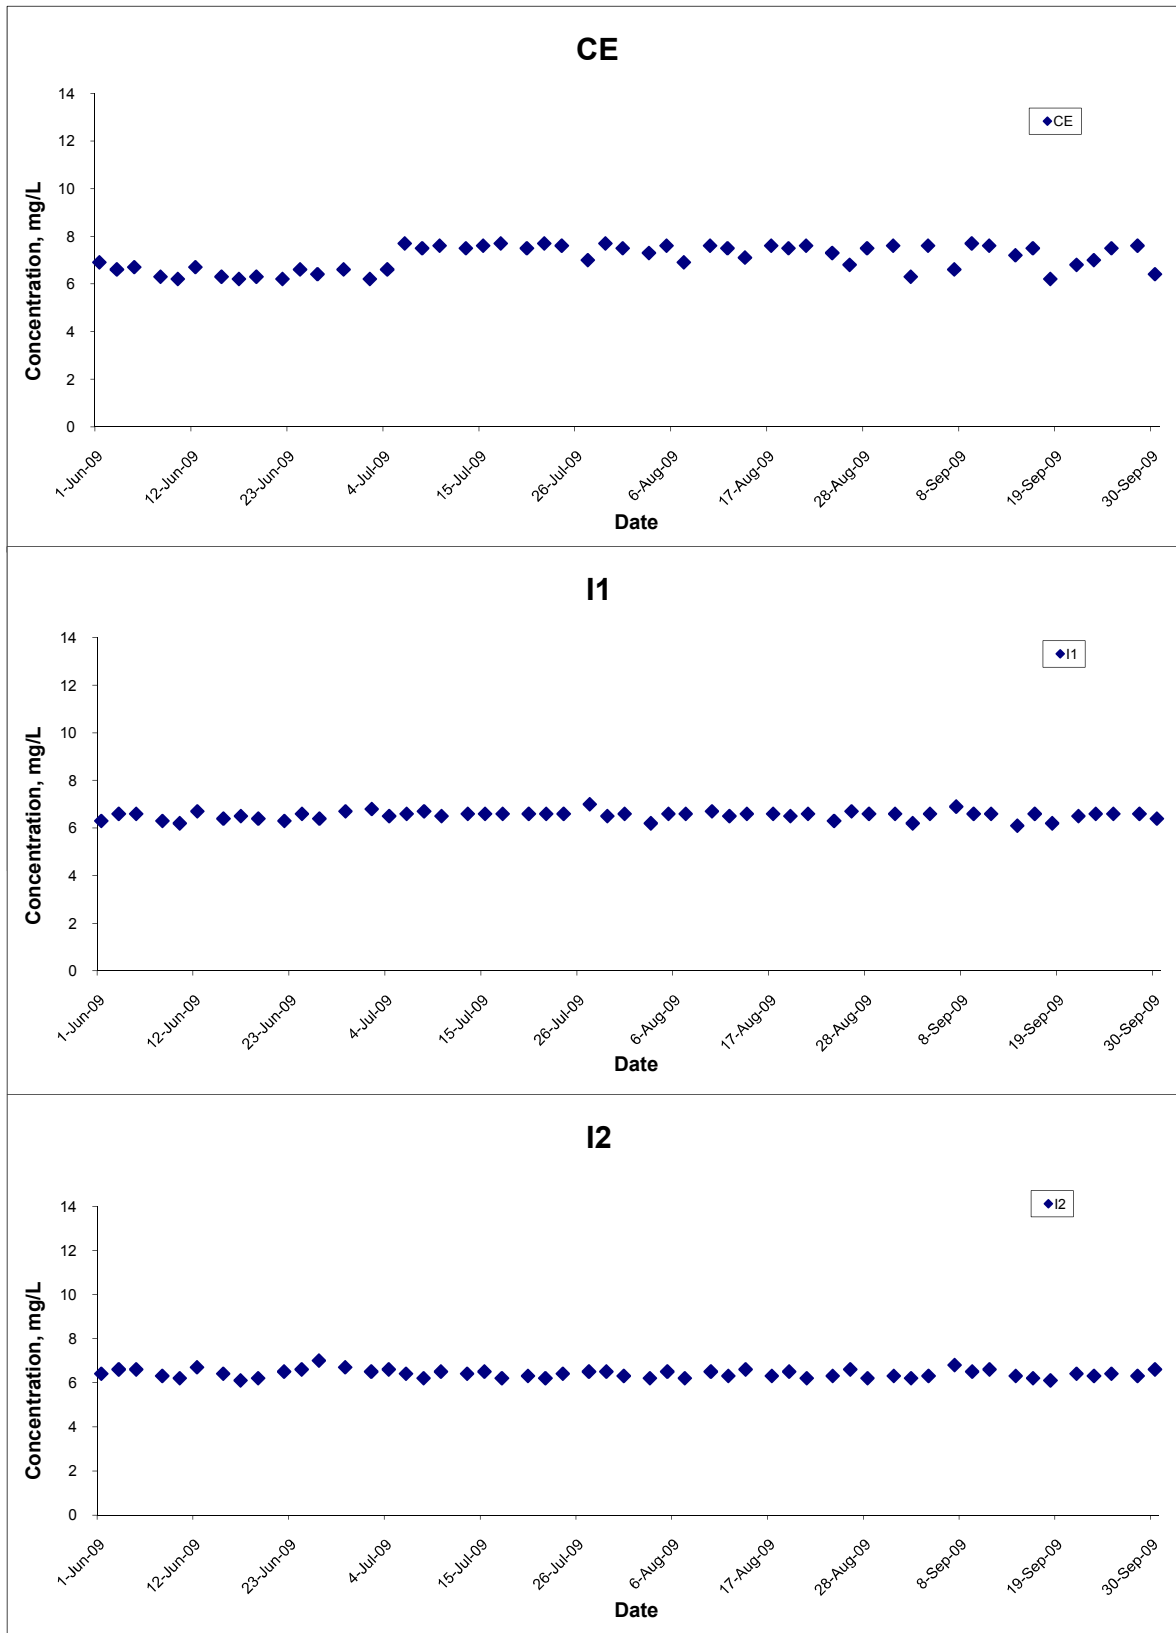 CE
14
CE
12
10
8
6
4
2
0
Concentration, mg/L
1-Jun-09
12-Jun-09
23-Jun-09
4-Jul-09
15-Jul-09
26-Jul-09
6-Aug-09
17-Aug-09
28-Aug-09
8-Sep-09
19-Sep-09
30-Sep-09
Date
I1
14
I1
12
10
8
6
4
2
0
Concentration, mg/L
1-Jun-09
12-Jun-09
23-Jun-09
4-Jul-09
15-Jul-09
26-Jul-09
6-Aug-09
17-Aug-09
28-Aug-09
8-Sep-09
19-Sep-09
30-Sep-09
Date
I2
14
I2
12
10
8
6
4
2
0
Concentration, mg/L
1-Jun-09
12-Jun-09
23-Jun-09
4-Jul-09
15-Jul-09
26-Jul-09
6-Aug-09
17-Aug-09
28-Aug-09
8-Sep-09
19-Sep-09
30-Sep-09
Date